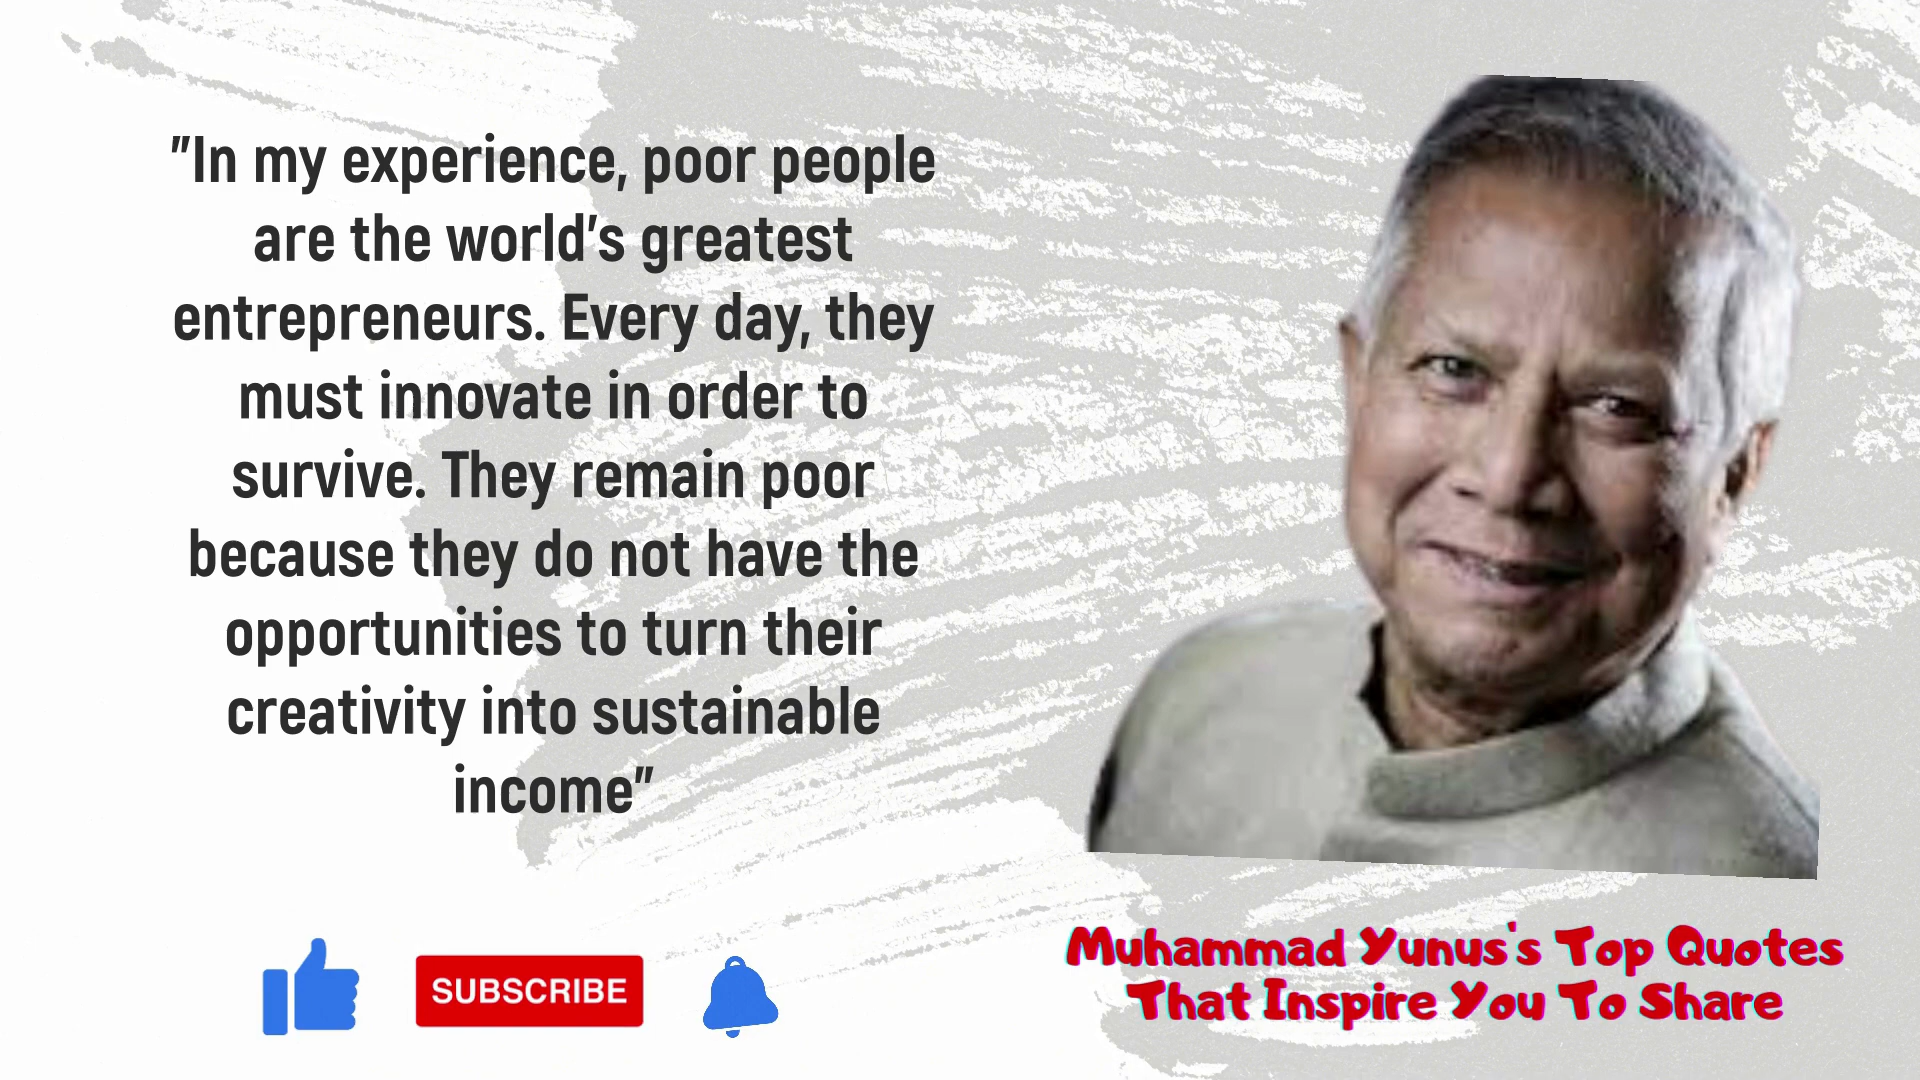 "In my experience, poor people
are the world's greatest
entrepreneurs. Every day, they
must innovate in order to
survive. They remain poor
because they do not have the
opportunities to turn their
creativity into sustainable
income"
SUBSCRIBE
Muhammad Yunus's Top Quotes
That Inspire You To Share